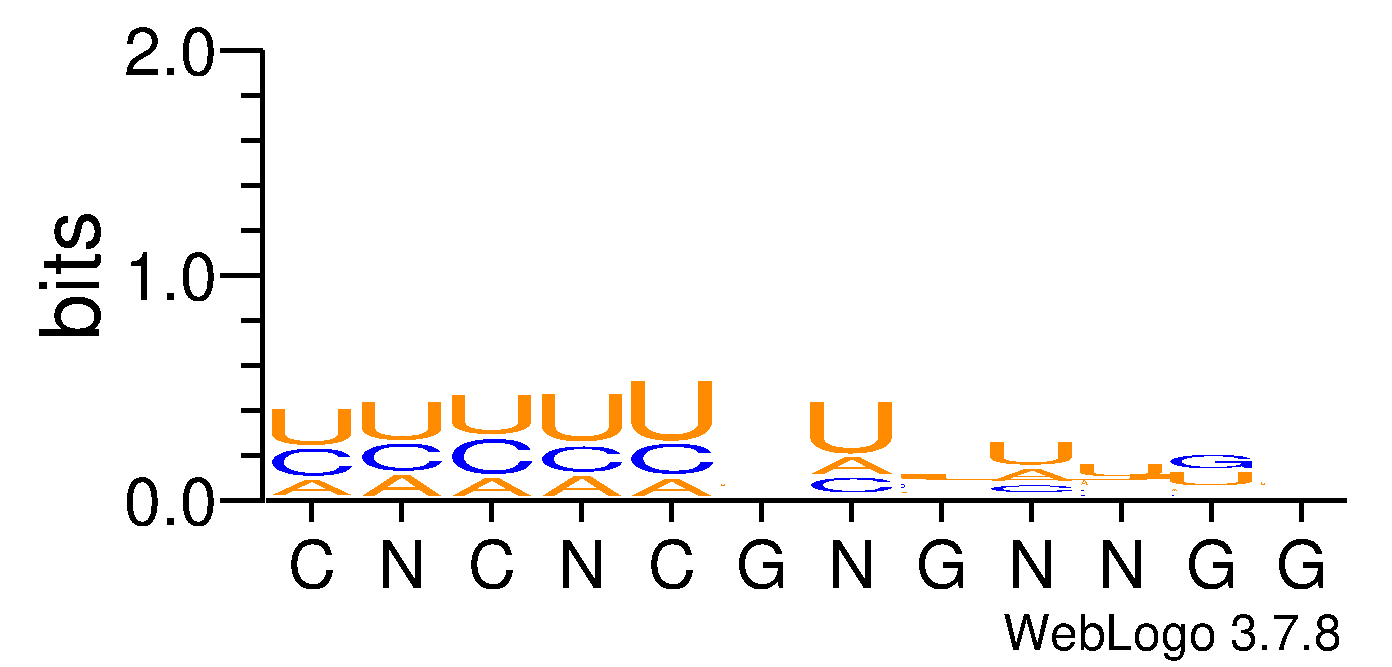 2.0
bits
1.0
0.0
U U U U U U U U G
C C C C C A A U
A A A A A C C A
C N C N C G N G N N G G
WebLogo 3.7.8